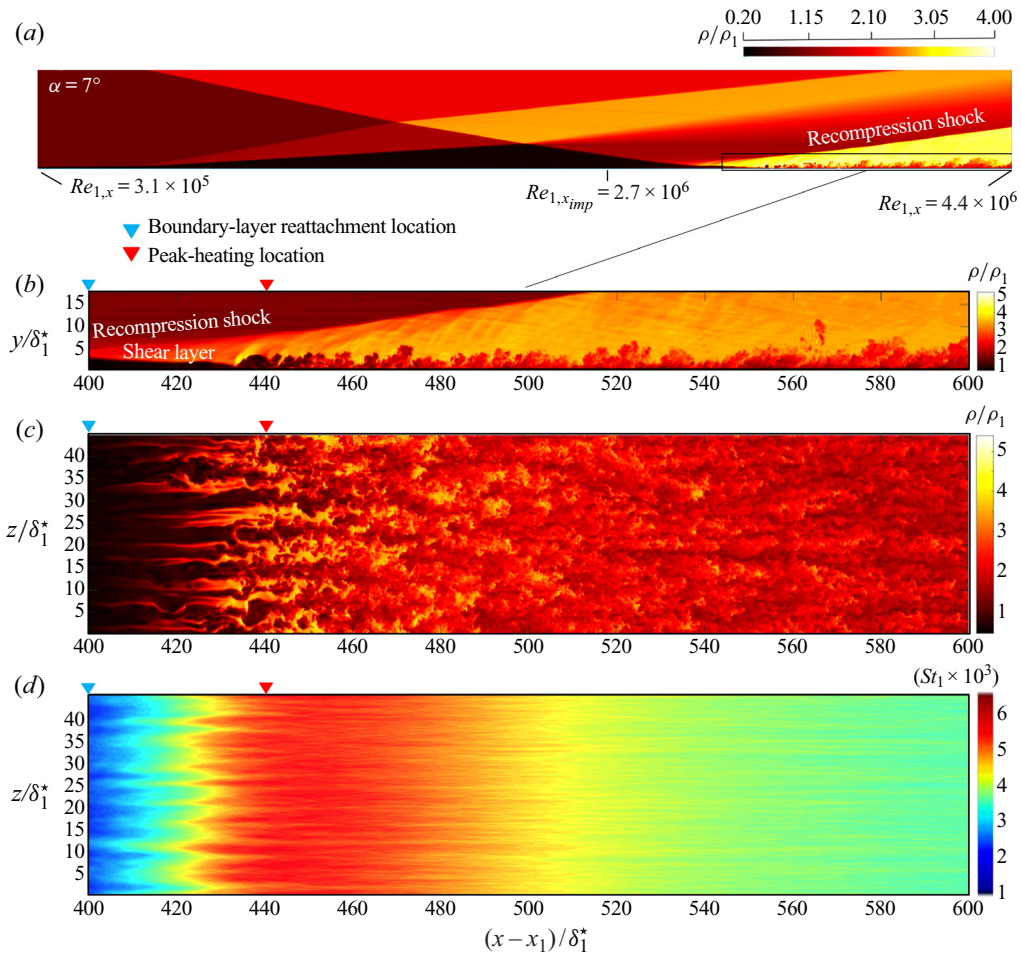 (a)
ρ/ρ1
0.20 1.15 2.10 3.05 4.00
α = 7°
Recompression shock
Re1,x = 3.1 × 10^5
Re1,x_imp = 2.7 × 10^6
Re1,x = 4.4 × 10^6
Boundary-layer reattachment location
Peak-heating location
(b)
ρ/ρ1
y/δ1⋆
15
10
5
Recompression shock
Shear layer
5
4
3
2
1
400 420 440 460 480 500 520 540 560 580 600
(c)
ρ/ρ1
z/δ1⋆
40
35
30
25
20
15
10
5
5
4
3
2
1
400 420 440 460 480 500 520 540 560 580 600
(d)
(St1 × 10^3)
z/δ1⋆
40
35
30
25
20
15
10
5
6
5
4
3
2
1
400 420 440 460 480 500 520 540 560 580 600
(x – x1)/δ1⋆